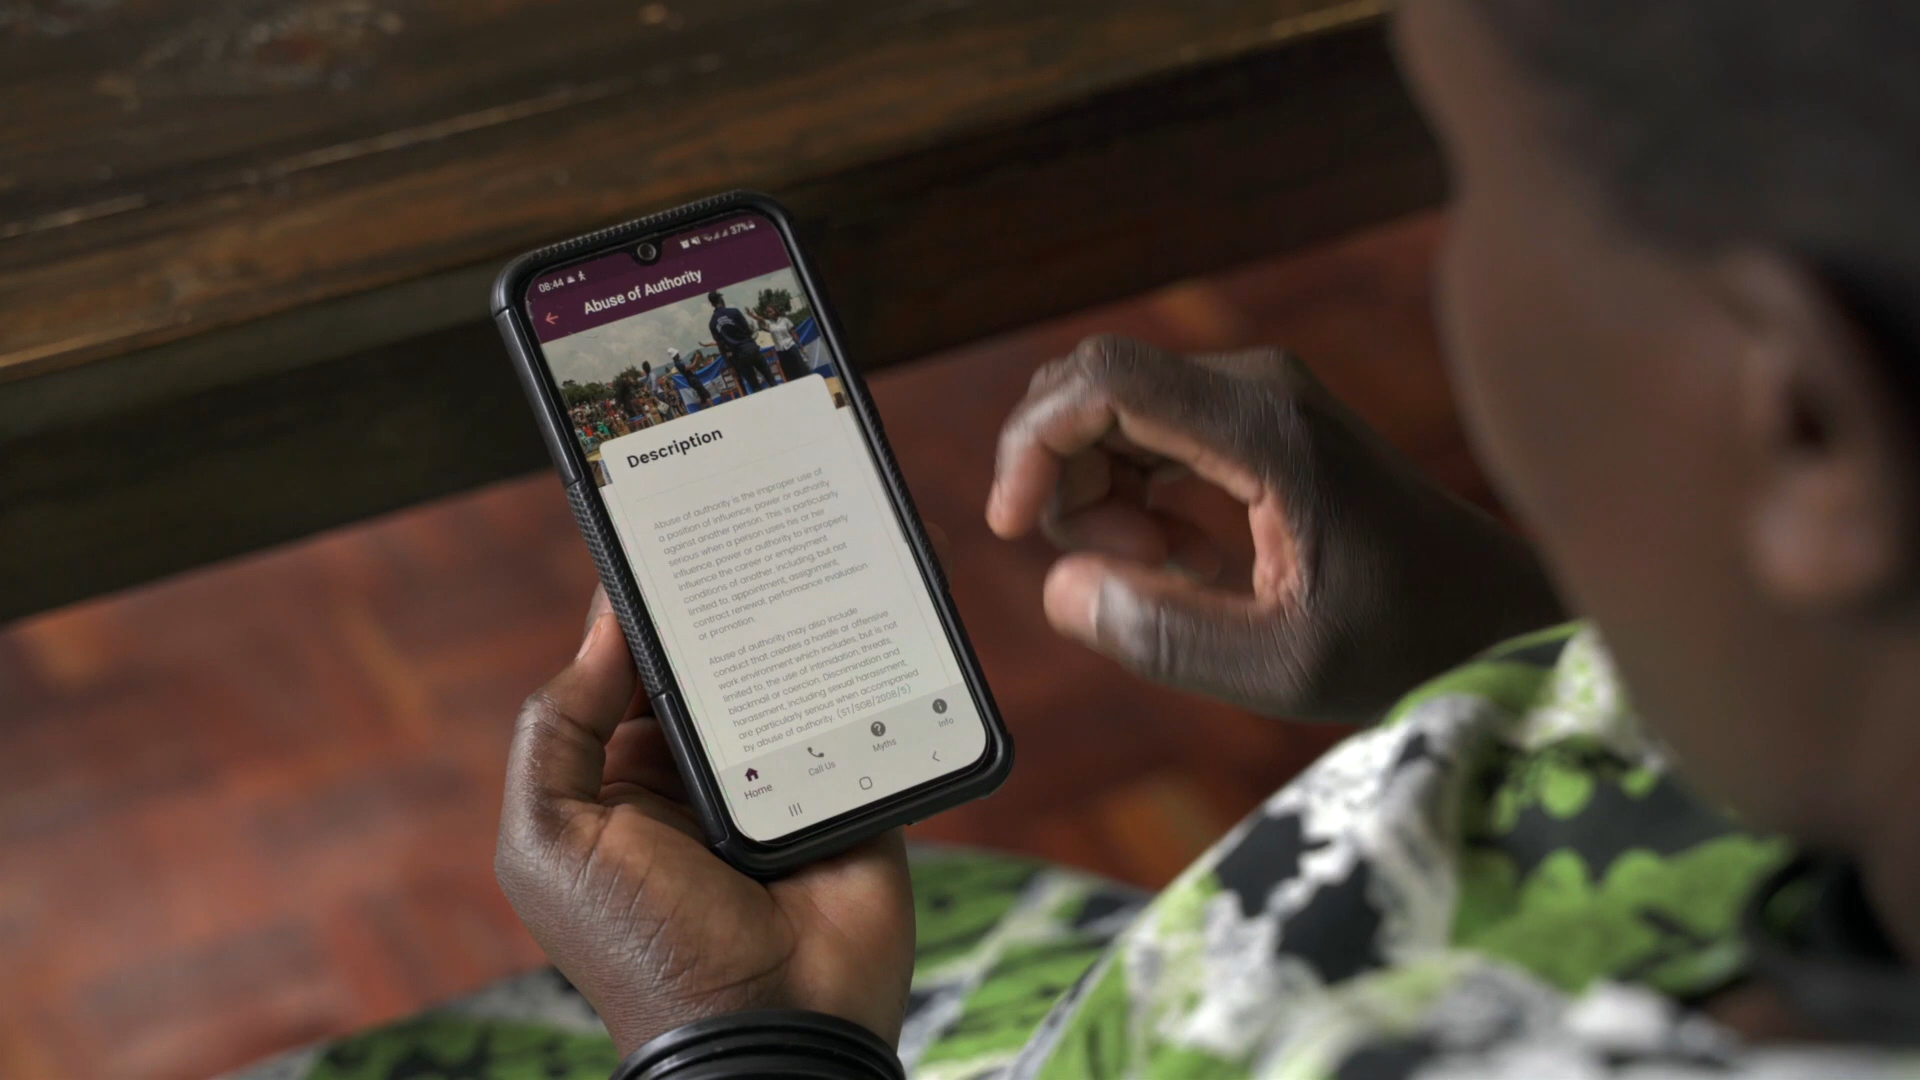 08:44
37%
Abuse of Authority
Description
Abuse of authority is the improper use of
a position of influence, power or authority
against another person. This is particularly
serious when a person uses his or her
influence, power or authority to improperly
influence the career or employment
conditions of another, including, but not
limited to, appointment, assignment,
contract renewal, performance evaluation
or promotion.
Abuse of authority may also include
conduct that creates a hostile or offensive
work environment which includes, but is not
limited to, the use of intimidation, threats,
blackmail or coercion. Discrimination and
harassment, including sexual harassment,
are particularly serious when accompanied
by abuse of authority. (ST/SGB/2008/5)
Home
Call Us
Myths
Info